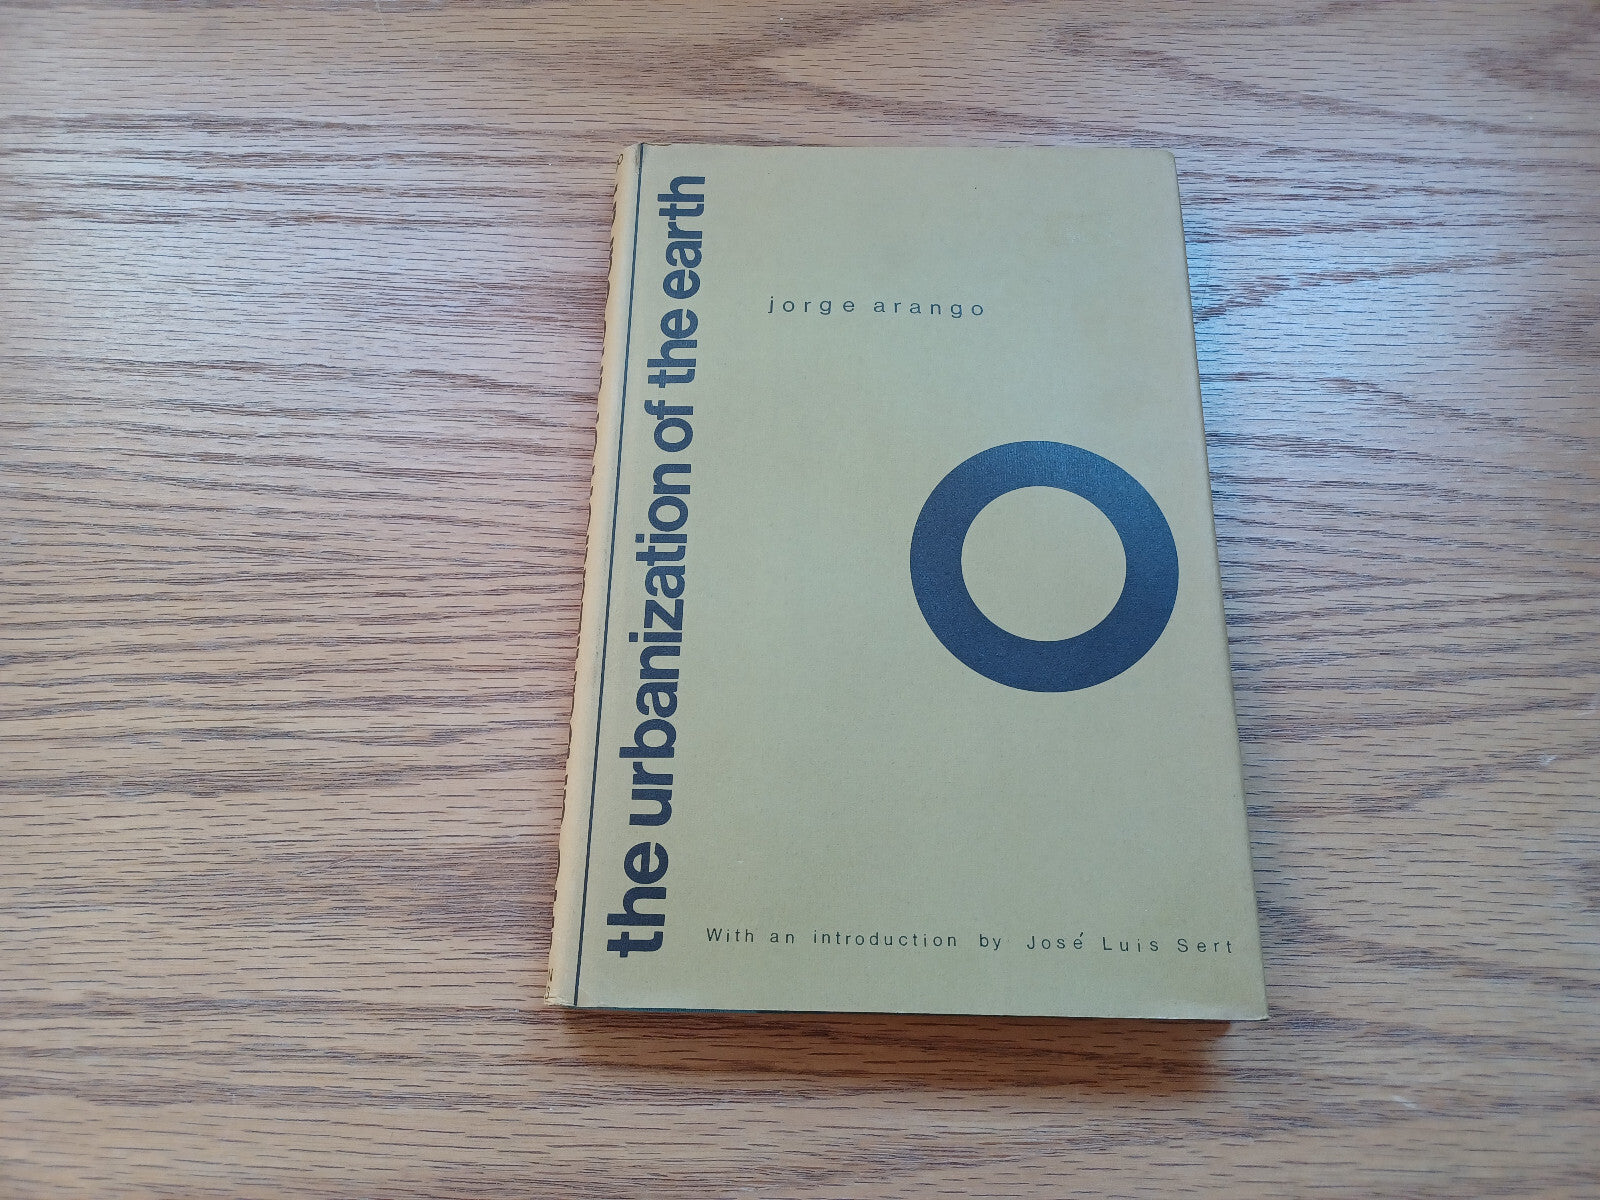 the urbanization of the earth
jorge arango
With an introduction by José Luis Sert